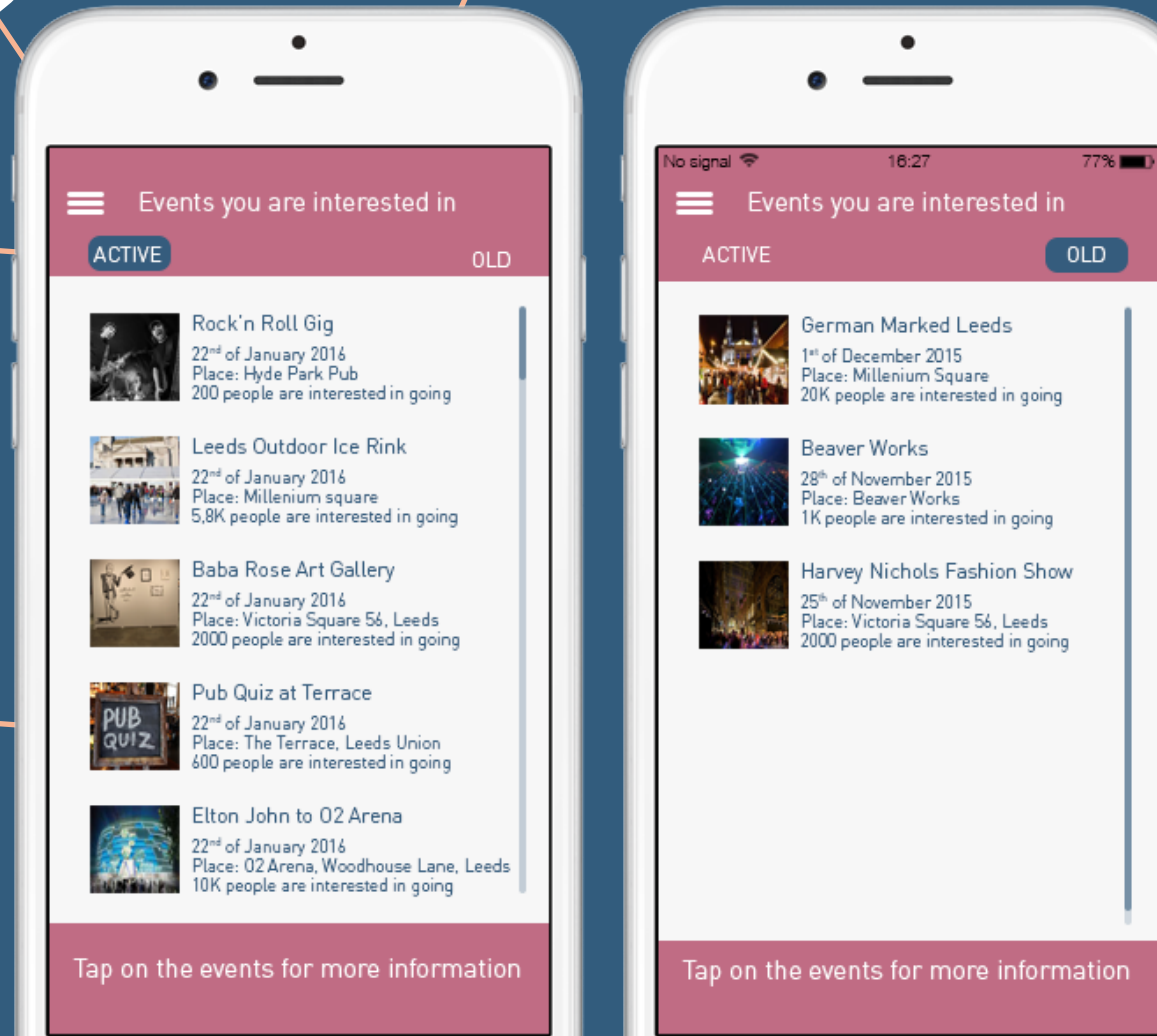 Events you are interested in
ACTIVE
OLD
Rock'n Roll Gig
22nd of January 2016
Place: Hyde Park Pub
200 people are interested in going
Leeds Outdoor Ice Rink
22nd of January 2016
Place: Millenium square
5,8K people are interested in going
Baba Rose Art Gallery
22nd of January 2016
Place: Victoria Square 56, Leeds
2000 people are interested in going
PUB
QUIZ
Pub Quiz at Terrace
22nd of January 2016
Place: The Terrace, Leeds Union
600 people are interested in going
Elton John to O2 Arena
22nd of January 2016
Place: O2 Arena, Woodhouse Lane, Leeds
10K people are interested in going
Tap on the events for more information
No signal 16:27 77%
Events you are interested in
ACTIVE
OLD
German Marked Leeds
1st of December 2015
Place: Millenium Square
20K people are interested in going
Beaver Works
28th of November 2015
Place: Beaver Works
1K people are interested in going
Harvey Nichols Fashion Show
25th of November 2015
Place: Victoria Square 56, Leeds
2000 people are interested in going
Tap on the events for more information